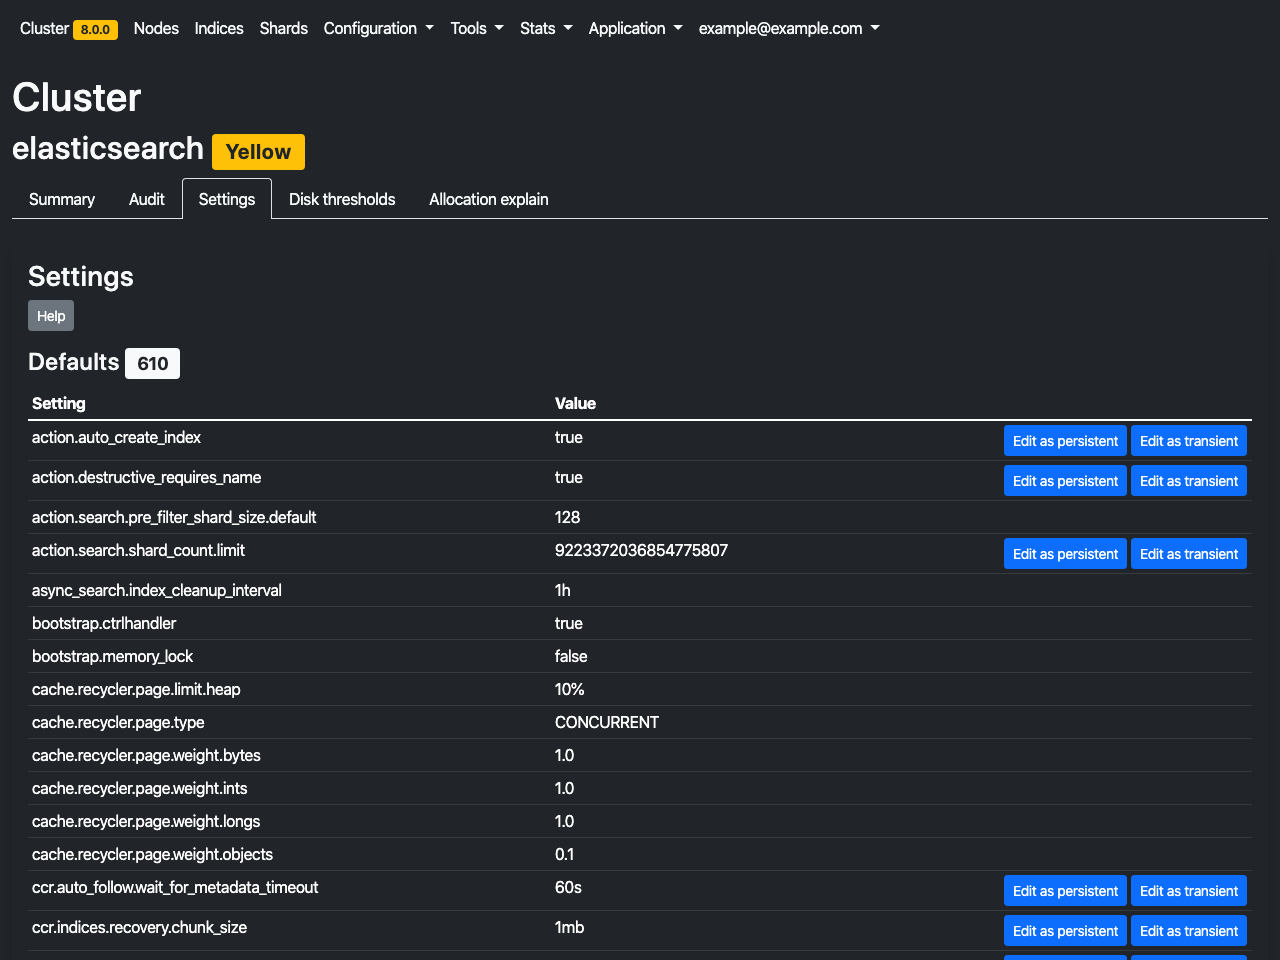 Cluster 8.0.0 Nodes Indices Shards Configuration Tools Stats Application example@example.com
Cluster
elasticsearch Yellow
Summary Audit Settings Disk thresholds Allocation explain
Settings
Help
Defaults 610
Setting Value
action.auto_create_index true Edit as persistent Edit as transient
action.destructive_requires_name true Edit as persistent Edit as transient
action.search.pre_filter_shard_size.default 128
action.search.shard_count.limit 9223372036854775807 Edit as persistent Edit as transient
async_search.index_cleanup_interval 1h
bootstrap.ctrlhandler true
bootstrap.memory_lock false
cache.recycler.page.limit.heap 10%
cache.recycler.page.type CONCURRENT
cache.recycler.page.weight.bytes 1.0
cache.recycler.page.weight.ints 1.0
cache.recycler.page.weight.longs 1.0
cache.recycler.page.weight.objects 0.1
ccr.auto_follow.wait_for_metadata_timeout 60s Edit as persistent Edit as transient
ccr.indices.recovery.chunk_size 1mb Edit as persistent Edit as transient